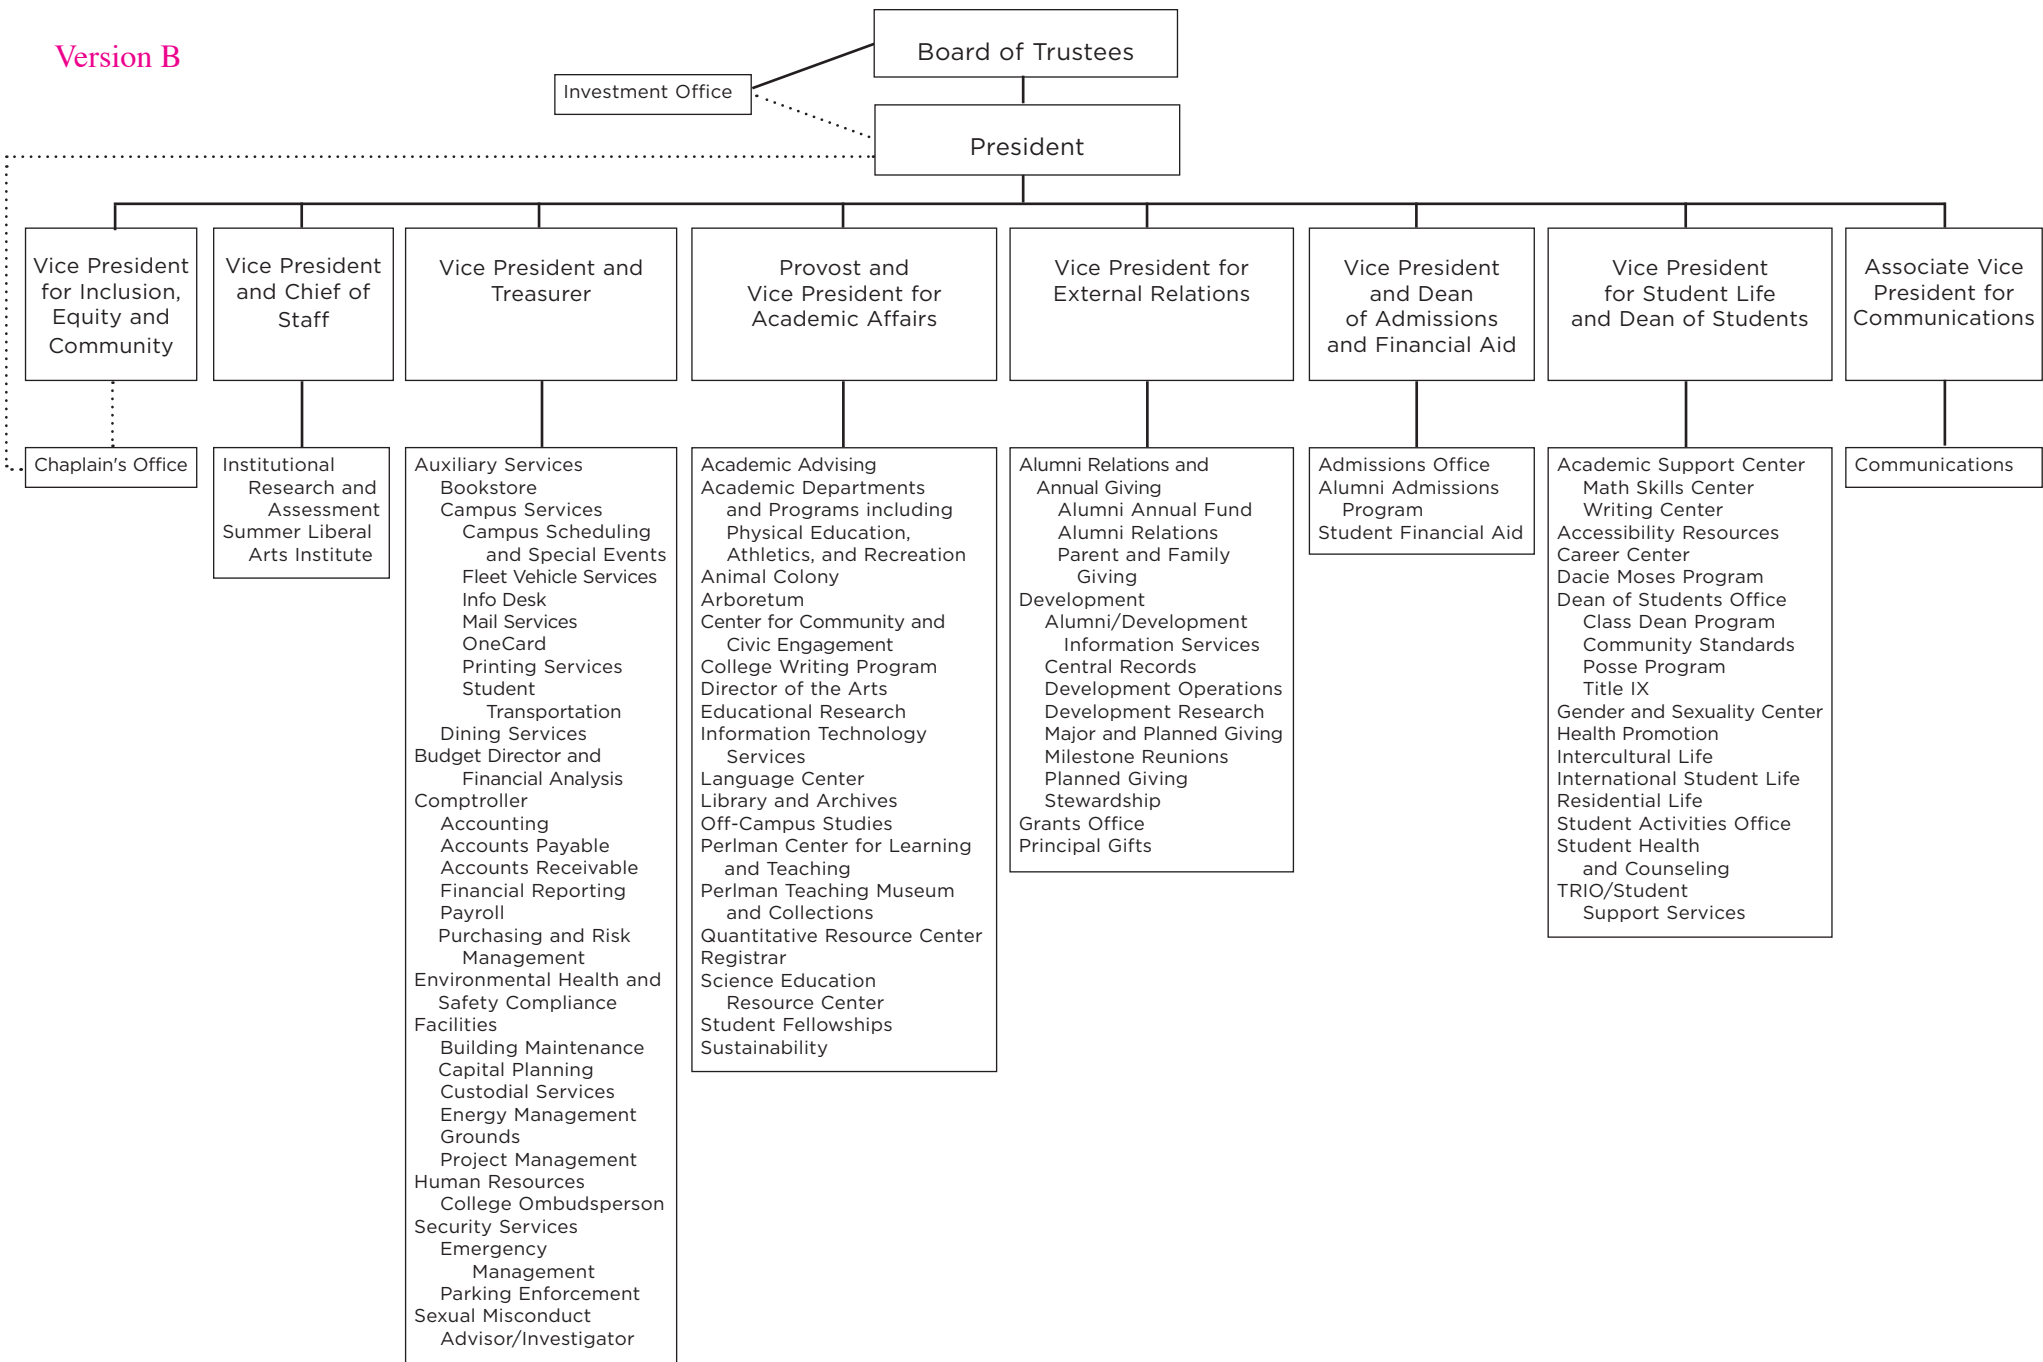 Version B
Board of Trustees
Investment Office
President
Vice President
for Inclusion,
Equity and
Community
Vice President
and Chief of
Staff
Vice President and
Treasurer
Provost and
Vice President for
Academic Affairs
Vice President for
External Relations
Vice President
and Dean
of Admissions
and Financial Aid
Vice President
for Student Life
and Dean of Students
Associate Vice
President for
Communications
Chaplain's Office
Institutional
Research and
Assessment
Summer Liberal
Arts Institute
Auxiliary Services
Bookstore
Campus Services
Campus Scheduling
and Special Events
Fleet Vehicle Services
Info Desk
Mail Services
OneCard
Printing Services
Student
Transportation
Dining Services
Budget Director and
Financial Analysis
Comptroller
Accounting
Accounts Payable
Accounts Receivable
Financial Reporting
Payroll
Purchasing and Risk
Management
Environmental Health and
Safety Compliance
Facilities
Building Maintenance
Capital Planning
Custodial Services
Energy Management
Grounds
Project Management
Human Resources
College Ombudsperson
Security Services
Emergency
Management
Parking Enforcement
Sexual Misconduct
Advisor/Investigator
Academic Advising
Academic Departments
and Programs including
Physical Education,
Athletics, and Recreation
Animal Colony
Arboretum
Center for Community and
Civic Engagement
College Writing Program
Director of the Arts
Educational Research
Information Technology
Services
Language Center
Library and Archives
Off-Campus Studies
Perlman Center for Learning
and Teaching
Perlman Teaching Museum
and Collections
Quantitative Resource Center
Registrar
Science Education
Resource Center
Student Fellowships
Sustainability
Alumni Relations and
Annual Giving
Alumni Annual Fund
Alumni Relations
Parent and Family
Giving
Development
Alumni/Development
Information Services
Central Records
Development Operations
Development Research
Major and Planned Giving
Milestone Reunions
Planned Giving
Stewardship
Grants Office
Principal Gifts
Admissions Office
Alumni Admissions
Program
Student Financial Aid
Academic Support Center
Math Skills Center
Writing Center
Accessibility Resources
Career Center
Dacie Moses Program
Dean of Students Office
Class Dean Program
Community Standards
Posse Program
Title IX
Gender and Sexuality Center
Health Promotion
Intercultural Life
International Student Life
Residential Life
Student Activities Office
Student Health
and Counseling
TRIO/Student
Support Services
Communications